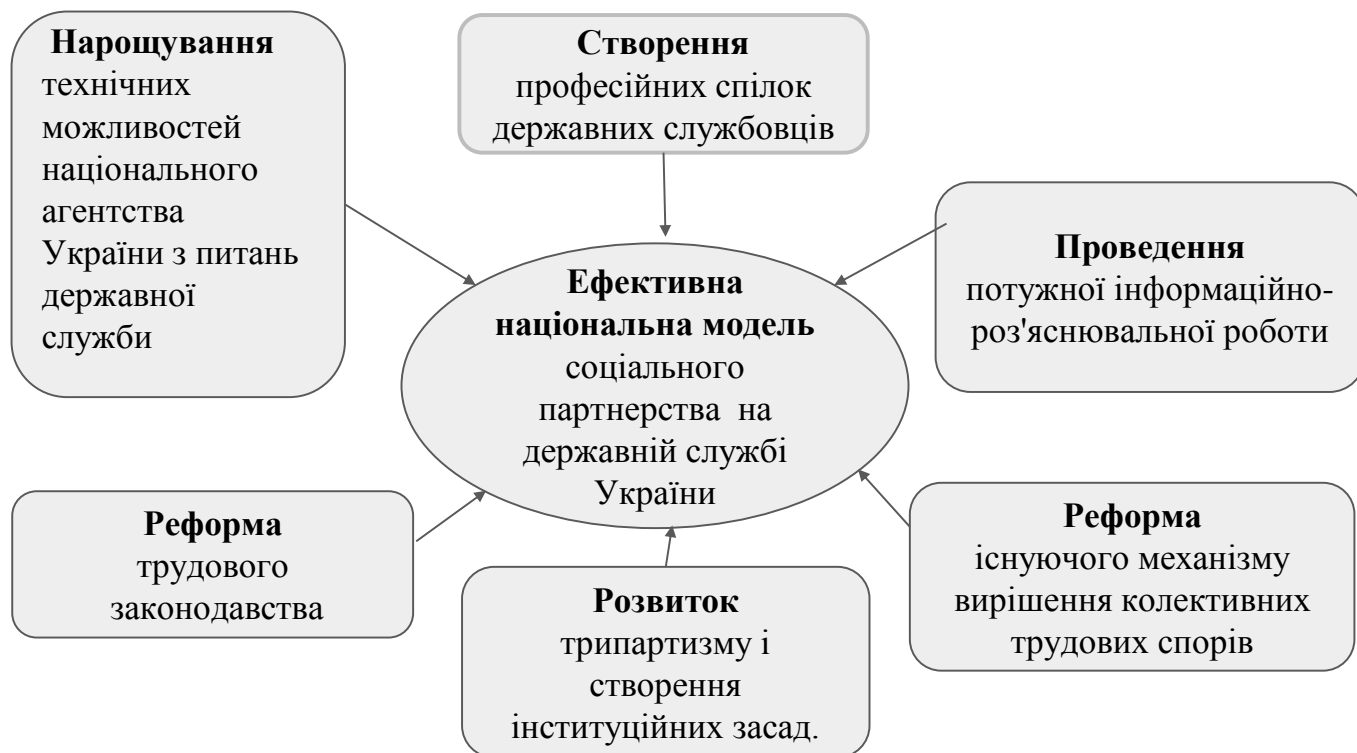 Нарощування
технічних
можливостей
національного
агентства
України з питань
державної
служби
Створення
професійних спілок
державних службовців
Проведення
потужної інформаційно-
роз'яснювальної роботи
Ефективна
національна модель
соціального
партнерства на
державній службі
України
Реформа
трудового
законодавства
Розвиток
трипартизму і
створення
інституційних засад.
Реформа
існуючого механізму
вирішення колективних
трудових спорів